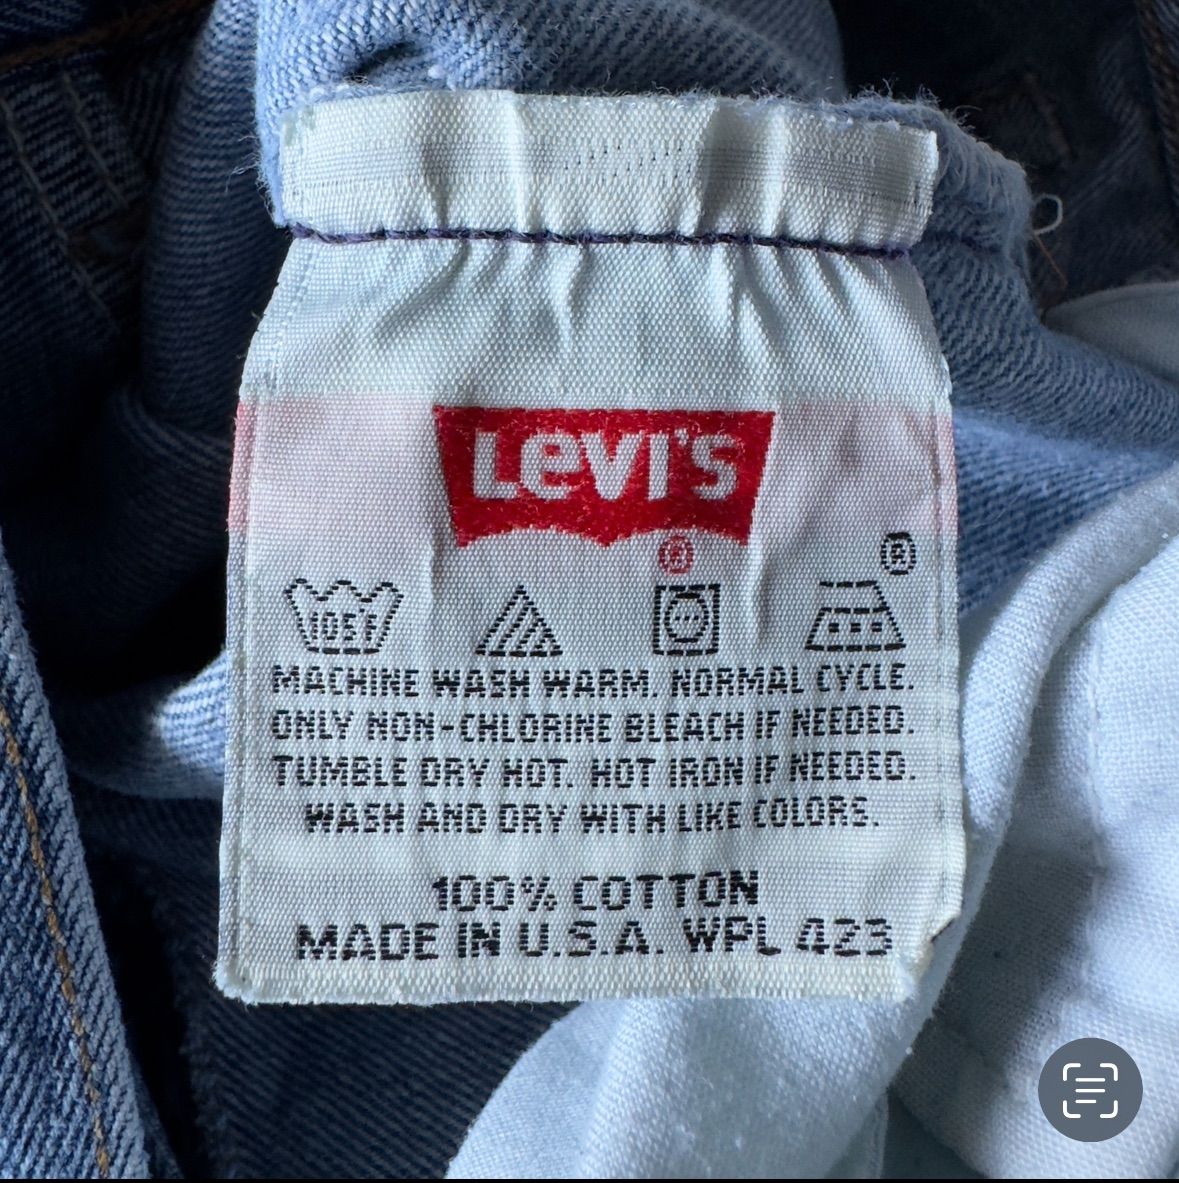 Levi's
®
®
105F
MACHINE WASH WARM. NORMAL CYCLE.
ONLY NON-CHLORINE BLEACH IF NEEDED.
TUMBLE DRY HOT. HOT IRON IF NEEDED.
WASH AND DRY WITH LIKE COLORS.
100% COTTON
MADE IN U.S.A. WPL 423